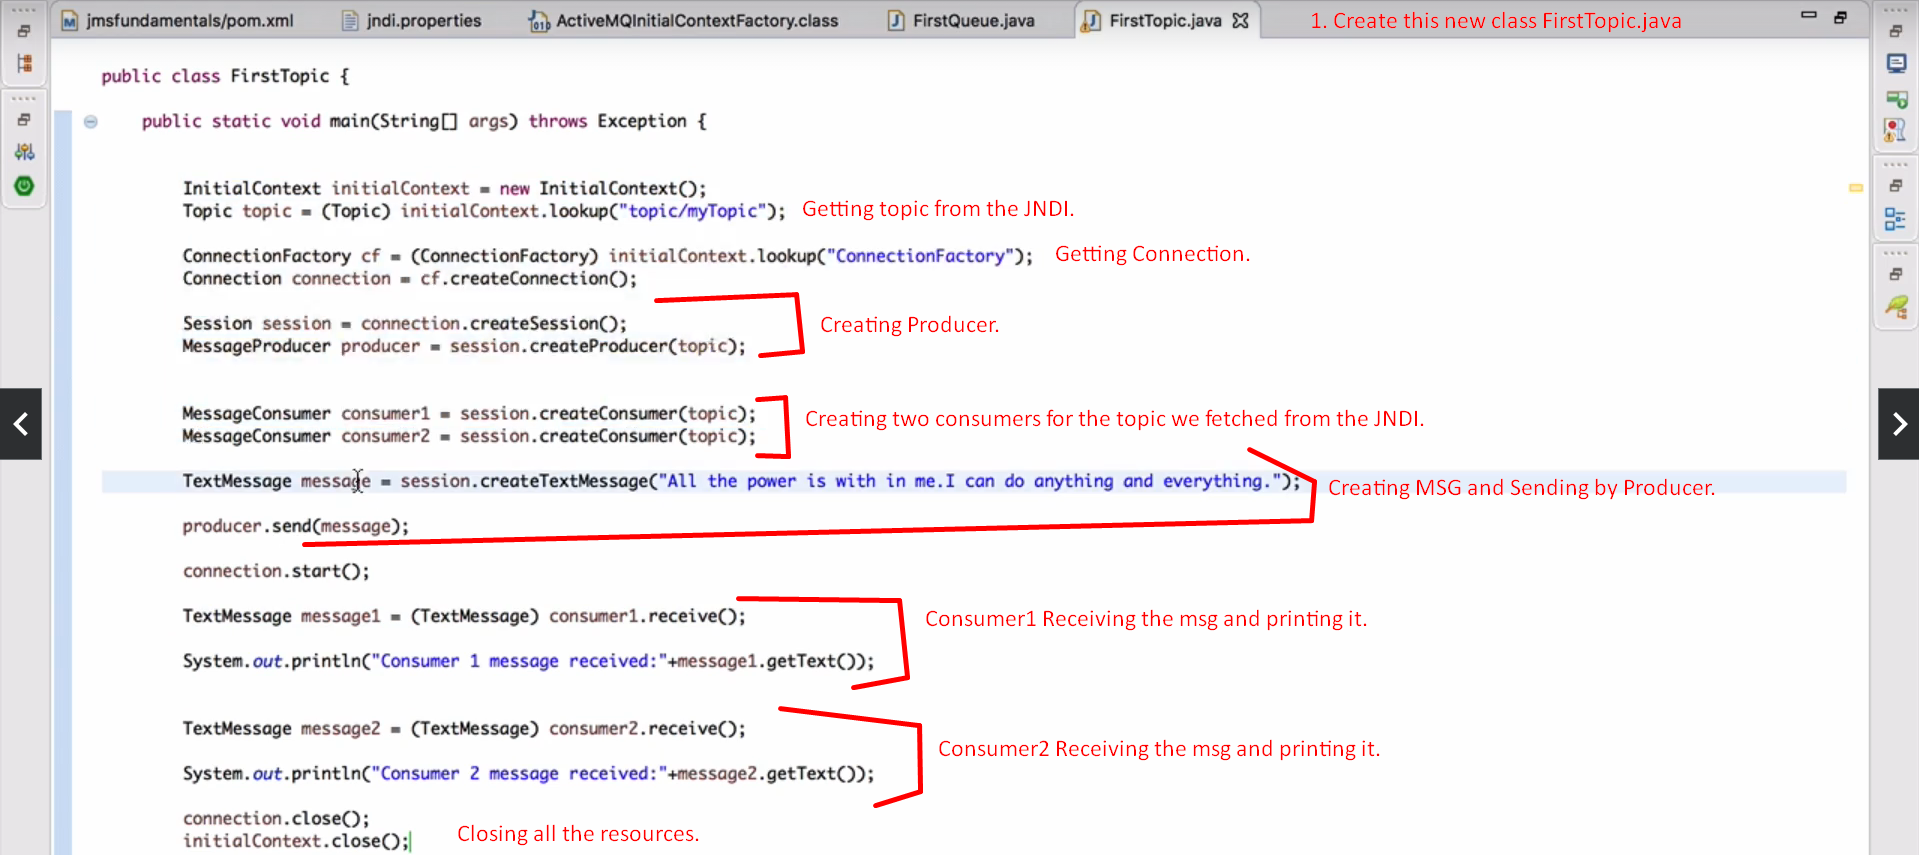 jmsfundamentals/pom.xml jndi.properties ActiveMQInitialContextFactory.class FirstQueue.java FirstTopic.java 1. Create this new class FirstTopic.java
public class FirstTopic {
public static void main(String[] args) throws Exception {
InitialContext initialContext = new InitialContext();
Topic topic = (Topic) initialContext.lookup("topic/myTopic"); Getting topic from the JNDI.
ConnectionFactory cf = (ConnectionFactory) initialContext.lookup("ConnectionFactory"); Getting Connection.
Connection connection = cf.createConnection();
Session session = connection.createSession(); Creating Producer.
MessageProducer producer = session.createProducer(topic);
MessageConsumer consumer1 = session.createConsumer(topic); Creating two consumers for the topic we fetched from the JNDI.
MessageConsumer consumer2 = session.createConsumer(topic);
TextMessage message = session.createTextMessage("All the power is with in me.I can do anything and everything."); Creating MSG and Sending by Producer.
producer.send(message);
connection.start();
TextMessage message1 = (TextMessage) consumer1.receive(); Consumer1 Receiving the msg and printing it.
System.out.println("Consumer 1 message received:"+message1.getText());
TextMessage message2 = (TextMessage) consumer2.receive(); Consumer2 Receiving the msg and printing it.
System.out.println("Consumer 2 message received:"+message2.getText());
connection.close();
initialContext.close(); Closing all the resources.